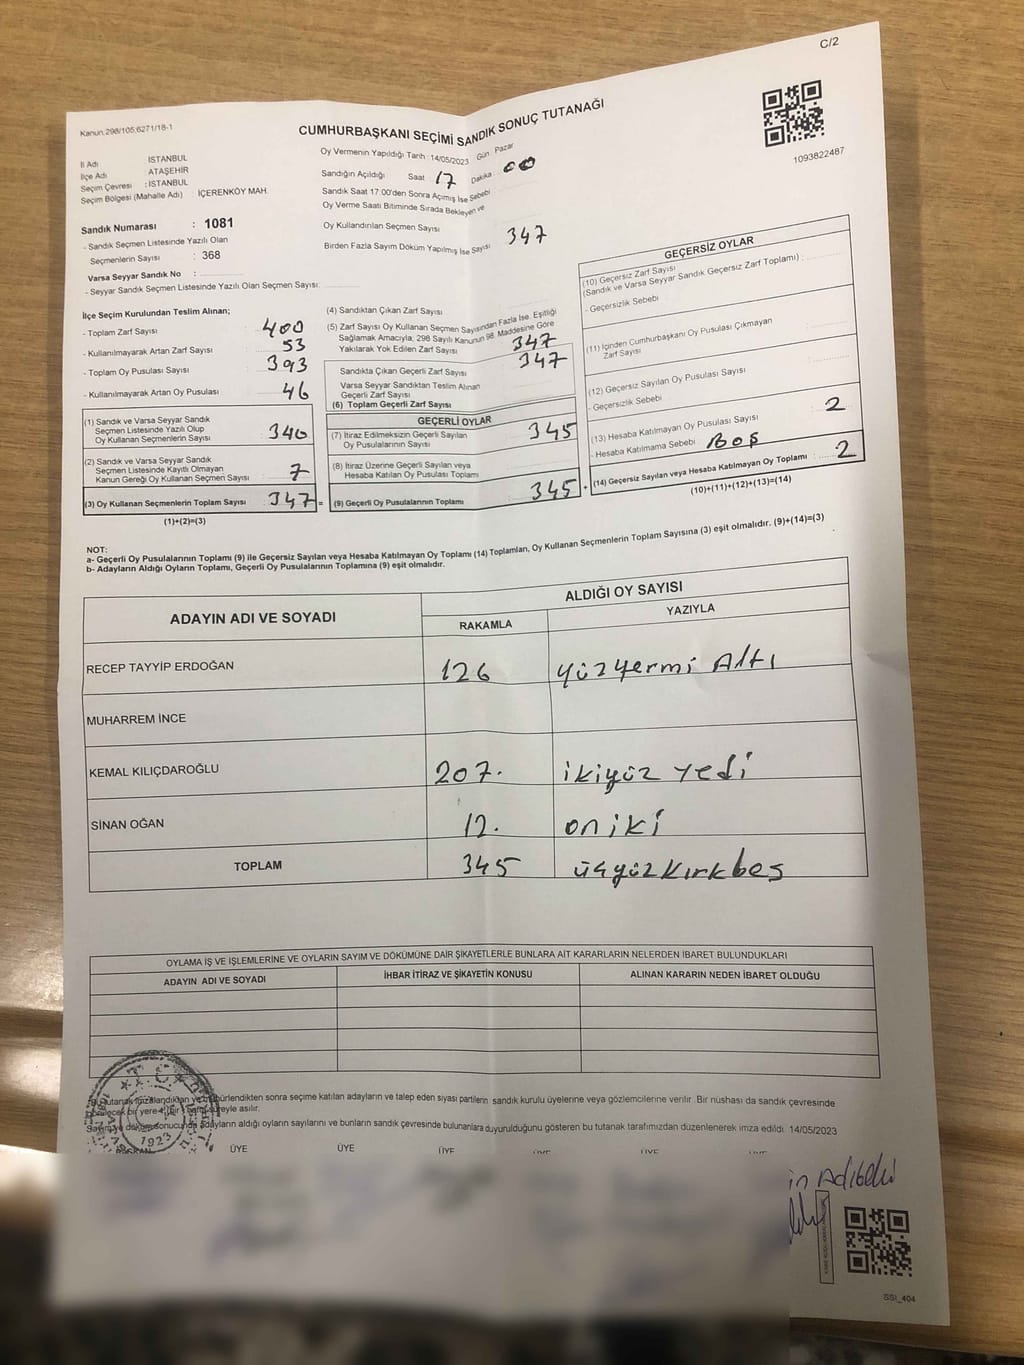 C/2
Kanun,298/105;6271/18-1
CUMHURBAŞKANI SEÇİMİ SANDIK SONUÇ TUTANAĞI
1093822487
İl Adı İSTANBUL
İlçe Adı ATAŞEHİR
Seçim Çevresi : İSTANBUL
Seçim Bölgesi (Mahalle Adı) İÇERENKÖY MAH.
Oy Vermenin Yapıldığı Tarih :14/05/2023 Gün: Pazar
Sandığın Açıldığı Saat 17 Dakika 00
Sandık Saat 17:00'den Sonra Açılmış İse Sebebi
Oy Verme Saati Bitiminde Sırada Bekleyen ve
Oy Kullandırılan Seçmen Sayısı 347
Birden Fazla Sayım Döküm Yapılmış İse Sayısı
Sandık Numarası : 1081
- Sandık Seçmen Listesinde Yazılı Olan
Seçmenlerin Sayısı : 368
Varsa Seyyar Sandık No :
- Seyyar Sandık Seçmen Listesinde Yazılı Olan Seçmen Sayısı:
İlçe Seçim Kurulundan Teslim Alınan;
- Toplam Zarf Sayısı 400
- Kullanılmayarak Artan Zarf Sayısı 53
- Toplam Oy Pusulası Sayısı 393
- Kullanılmayarak Artan Oy Pusulası 46
(1) Sandık ve Varsa Seyyar Sandık
Seçmen Listesinde Yazılı Olup
Oy Kullanan Seçmenlerin Sayısı 340
(2) Sandık ve Varsa Seyyar Sandık
Seçmen Listesinde Kayıtlı Olmayan
Kanun Gereği Oy Kullanan Seçmen Sayısı 7
(3) Oy Kullanan Seçmenlerin Toplam Sayısı 347 =
(1)+(2)=(3)
(4) Sandıktan Çıkan Zarf Sayısı
(5) Zarf Sayısı Oy Kullanan Seçmen Sayısından Fazla İse, Eşitliği
Sağlamak Amacıyla, 298 Sayılı Kanunun 98. Maddesine Göre
Yakılarak Yok Edilen Zarf Sayısı 347
Sandıkta Çıkan Geçerli Zarf Sayısı 347
Varsa Seyyar Sandıktan Teslim Alınan
Geçerli Zarf Sayısı
(6) Toplam Geçerli Zarf Sayısı
GEÇERLİ OYLAR
(7) İtiraz Edilmeksizin Geçerli Sayılan
Oy Pusulalarının Sayısı 345
(8) İtiraz Üzerine Geçerli Sayılan veya
Hesaba Katılan Oy Pusulası Toplamı
(9) Geçerli Oy Pusulalarının Toplamı 345 +
GEÇERSİZ OYLAR
(10) Geçersiz Zarf Sayısı
(Sandık ve Varsa Seyyar Sandık Geçersiz Zarf Toplamı) :
- Geçersizlik Sebebi
(11) İçinden Cumhurbaşkanı Oy Pusulası Çıkmayan
Zarf Sayısı
(12) Geçersiz Sayılan Oy Pusulası Sayısı
- Geçersizlik Sebebi
(13) Hesaba Katılmayan Oy Pusulası Sayısı 2
- Hesaba Katılmama Sebebi BOŞ
(14) Geçersiz Sayılan veya Hesaba Katılmayan Oy Toplamı : 2
(10)+(11)+(12)+(13)=(14)
NOT:
a- Geçerli Oy Pusulalarının Toplamı (9) ile Geçersiz Sayılan veya Hesaba Katılmayan Oy Toplamı (14) Toplamları, Oy Kullanan Seçmenlerin Toplam Sayısına (3) eşit olmalıdır. (9)+(14)=(3)
b- Adayların Aldığı Oyların Toplamı, Geçerli Oy Pusulalarının Toplamına (9) eşit olmalıdır.
ADAYIN ADI VE SOYADI ALDIĞI OY SAYISI
RAKAMLA YAZIYLA
RECEP TAYYİP ERDOĞAN 126 yüzyermi Altı
MUHARREM İNCE
KEMAL KILIÇDAROĞLU 207. ikiyüz yedi
SİNAN OĞAN 12. on iki
TOPLAM 345 üçyüzkırkbeş
OYLAMA İŞ VE İŞLEMLERİNE VE OYLARIN SAYIM VE DÖKÜMÜNE DAİR ŞİKAYETLERLE BUNLARA AİT KARARLARIN NELERDEN İBARET BULUNDUKLARI
ADAYIN ADI VE SOYADI İHBAR İTİRAZ VE ŞİKAYETİN KONUSU ALINAN KARARIN NEDEN İBARET OLDUĞU
T.C.
1923
sonra seçime katılan adayların ve talep eden siyasi partilerin sandık kurulu üyelerine veya gözlemcilerine verilir. Bir nüshası da sandık çevresinde
bir yere asılır.
adayların aldığı oyların sayılarını ve bunların sandık çevresinde bulunanlara duyurulduğunu gösteren bu tutanak tarafımızdan düzenlenerek imza edildi. 14/05/2023
ÜYE ÜYE ÜYE
SSI_404